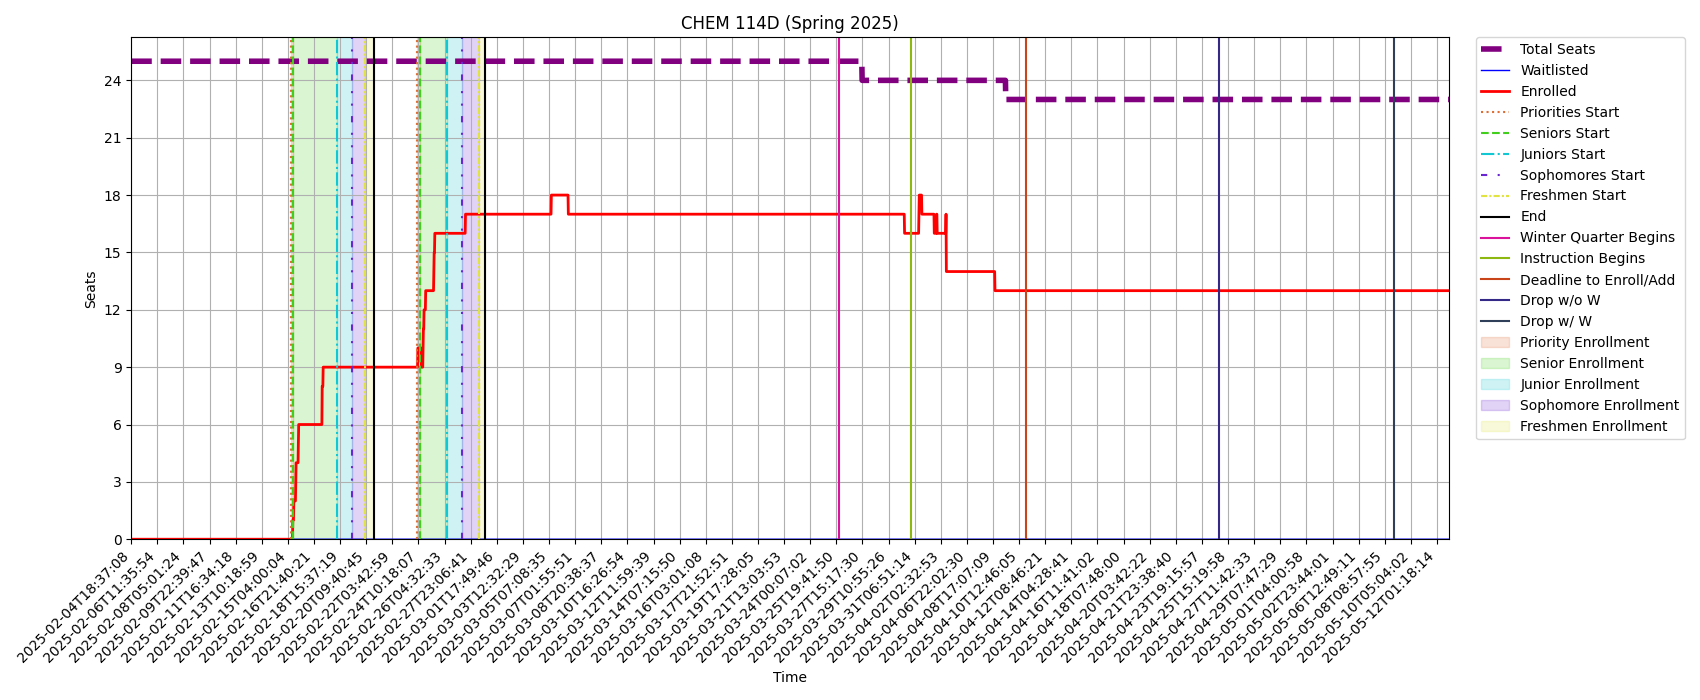 CHEM 114D (Spring 2025)
Seats
24
21
18
15
12
9
6
3
0
2025-02-04T18:37:08
2025-02-06T11:35:54
2025-02-08T05:01:24
2025-02-09T22:39:47
2025-02-11T16:34:18
2025-02-13T10:18:59
2025-02-15T04:00:04
2025-02-16T21:40:21
2025-02-18T15:37:19
2025-02-20T09:40:45
2025-02-22T03:42:59
2025-02-24T10:18:07
2025-02-26T04:32:33
2025-02-27T23:06:41
2025-03-01T17:49:46
2025-03-03T12:32:29
2025-03-05T07:08:35
2025-03-07T01:55:51
2025-03-08T20:38:37
2025-03-10T16:26:54
2025-03-12T11:59:39
2025-03-14T07:15:50
2025-03-16T03:01:08
2025-03-17T21:52:51
2025-03-19T17:28:05
2025-03-21T13:03:53
2025-03-24T00:07:02
2025-03-25T19:41:50
2025-03-27T15:17:30
2025-03-29T10:55:26
2025-03-31T06:51:14
2025-04-02T02:32:53
2025-04-06T22:02:30
2025-04-08T17:07:09
2025-04-10T12:46:05
2025-04-12T08:46:21
2025-04-14T04:28:41
2025-04-16T11:41:02
2025-04-18T07:48:00
2025-04-20T03:42:22
2025-04-21T23:38:40
2025-04-23T19:15:57
2025-04-25T15:19:58
2025-04-27T11:42:33
2025-04-29T07:47:29
2025-05-01T04:00:58
2025-05-02T23:44:01
2025-05-06T12:49:11
2025-05-08T08:57:55
2025-05-10T05:04:02
2025-05-12T01:18:14
Time
Total Seats
Waitlisted
Enrolled
Priorities Start
Seniors Start
Juniors Start
Sophomores Start
Freshmen Start
End
Winter Quarter Begins
Instruction Begins
Deadline to Enroll/Add
Drop w/o W
Drop w/ W
Priority Enrollment
Senior Enrollment
Junior Enrollment
Sophomore Enrollment
Freshmen Enrollment